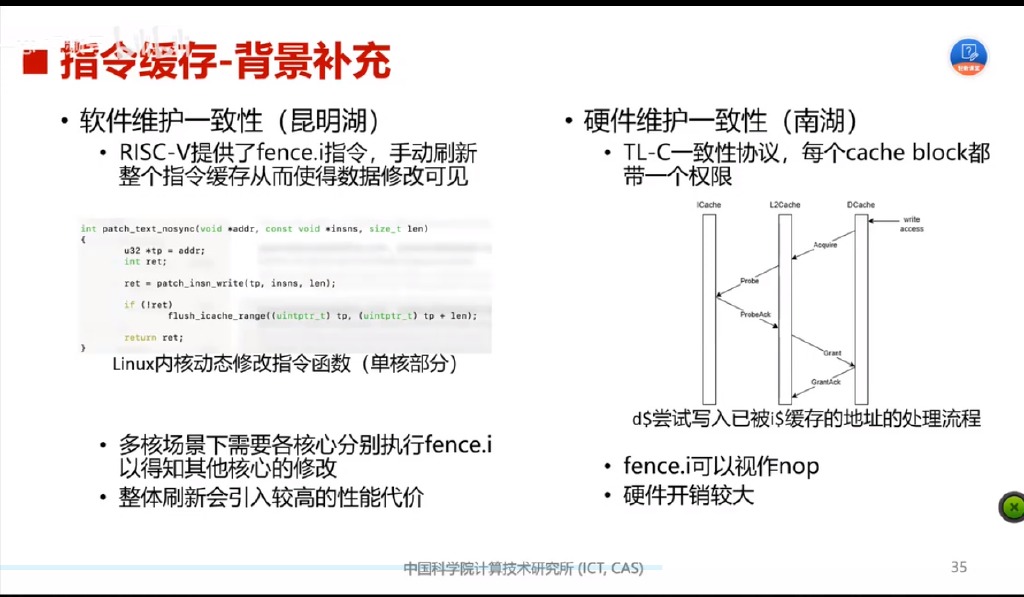 指令缓存-背景补充
• 软件维护一致性（昆明湖）
• RISC-V提供了fence.i指令，手动刷新
整个指令缓存从而使得数据修改可见
int patch_text_nosync(void *addr, const void *insns, size_t len)
{
u32 *tp = addr;
int ret;
ret = patch_insn_write(tp, insns, len);
if (!ret)
flush_icache_range((uintptr_t) tp, (uintptr_t) tp + len);
return ret;
}
Linux内核动态修改指令函数（单核部分）
• 多核场景下需要各核心分别执行fence.i
以得知其他核心的修改
• 整体刷新会引入较高的性能代价
• 硬件维护一致性（南湖）
• TL-C一致性协议，每个cache block都
带一个权限
ICache
L2Cache
DCache
write
access
Acquire
Probe
ProbeAck
Grant
GrantAck
d$尝试写入已被i$缓存的地址的处理流程
• fence.i可以视作nop
• 硬件开销较大
中国科学院计算技术研究所 (ICT, CAS)
35